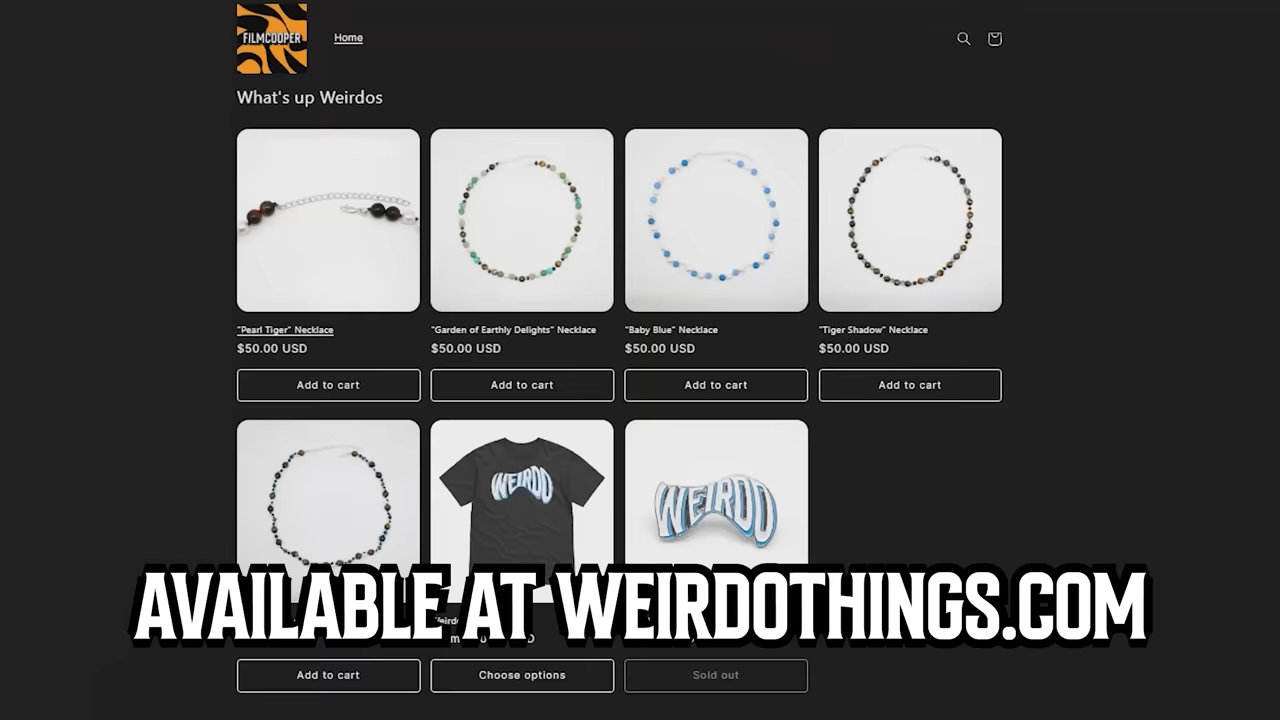 FILMCOOPER
Home
What's up Weirdos
"Pearl Tiger" Necklace
$50.00 USD
Add to cart
"Garden of Earthly Delights" Necklace
$50.00 USD
Add to cart
"Baby Blue" Necklace
$50.00 USD
Add to cart
"Tiger Shadow" Necklace
$50.00 USD
Add to cart
WEIRDO
WEIRDO
AVAILABLE AT WEIRDOTHINGS.COM
Add to cart
Choose options
Sold out